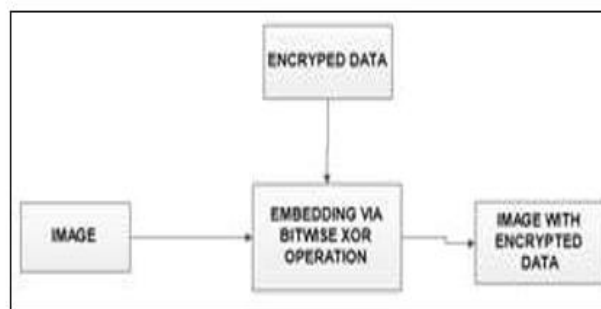 ENCRYPED DATA
IMAGE
EMBEDDING VIA
BITWISE XOR
OPERATION
IMAGE WITH
ENCRYPTED
DATA